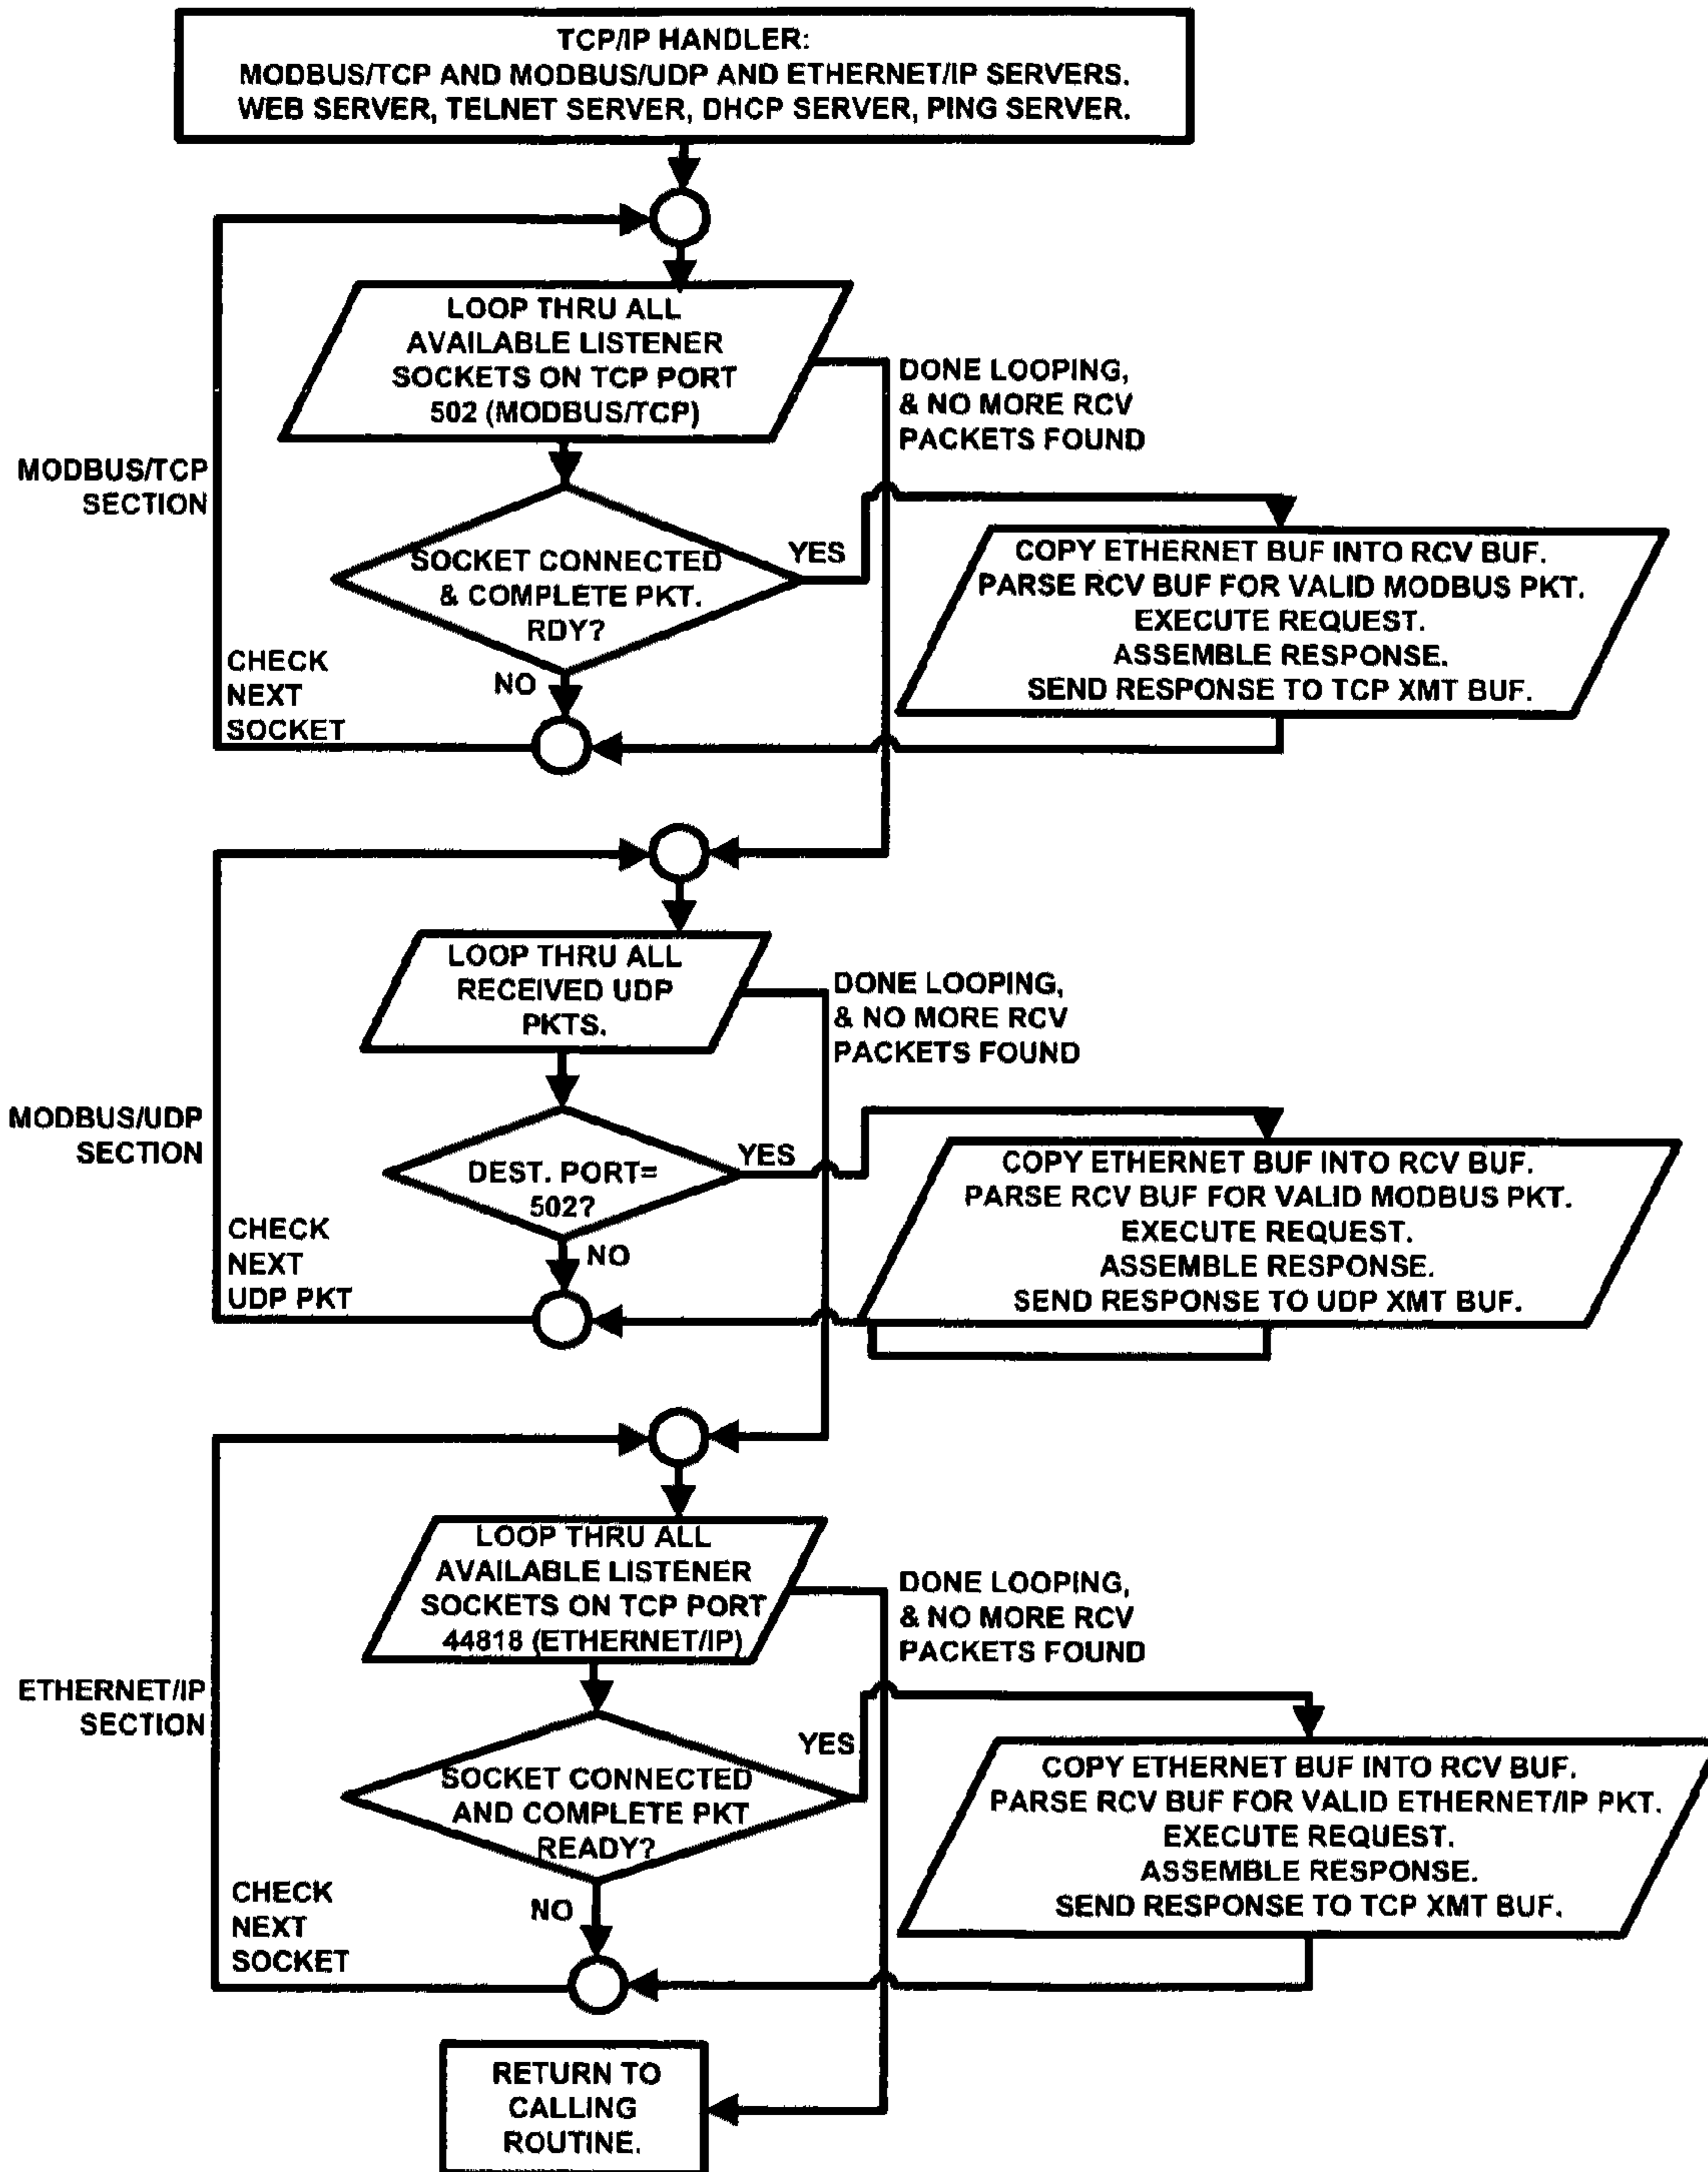 TCP/IP HANDLER:
MODBUS/TCP AND MODBUS/UDP AND ETHERNET/IP SERVERS.
WEB SERVER, TELNET SERVER, DHCP SERVER, PING SERVER.
LOOP THRU ALL
AVAILABLE LISTENER
SOCKETS ON TCP PORT
502 (MODBUS/TCP)
DONE LOOPING,
& NO MORE RCV
PACKETS FOUND
MODBUS/TCP
SECTION
SOCKET CONNECTED
& COMPLETE PKT.
RDY?
YES
COPY ETHERNET BUF INTO RCV BUF.
PARSE RCV BUF FOR VALID MODBUS PKT.
EXECUTE REQUEST.
ASSEMBLE RESPONSE.
SEND RESPONSE TO TCP XMT BUF.
NO
CHECK
NEXT
SOCKET
LOOP THRU ALL
RECEIVED UDP
PKTS.
DONE LOOPING,
& NO MORE RCV
PACKETS FOUND
MODBUS/UDP
SECTION
DEST. PORT=
502?
YES
COPY ETHERNET BUF INTO RCV BUF.
PARSE RCV BUF FOR VALID MODBUS PKT.
EXECUTE REQUEST.
ASSEMBLE RESPONSE.
SEND RESPONSE TO UDP XMT BUF.
NO
CHECK
NEXT
UDP PKT
LOOP THRU ALL
AVAILABLE LISTENER
SOCKETS ON TCP PORT
44818 (ETHERNET/IP)
DONE LOOPING,
& NO MORE RCV
PACKETS FOUND
ETHERNET/IP
SECTION
SOCKET CONNECTED
AND COMPLETE PKT
READY?
YES
COPY ETHERNET BUF INTO RCV BUF.
PARSE RCV BUF FOR VALID ETHERNET/IP PKT.
EXECUTE REQUEST.
ASSEMBLE RESPONSE.
SEND RESPONSE TO TCP XMT BUF.
NO
CHECK
NEXT
SOCKET
RETURN TO
CALLING
ROUTINE.